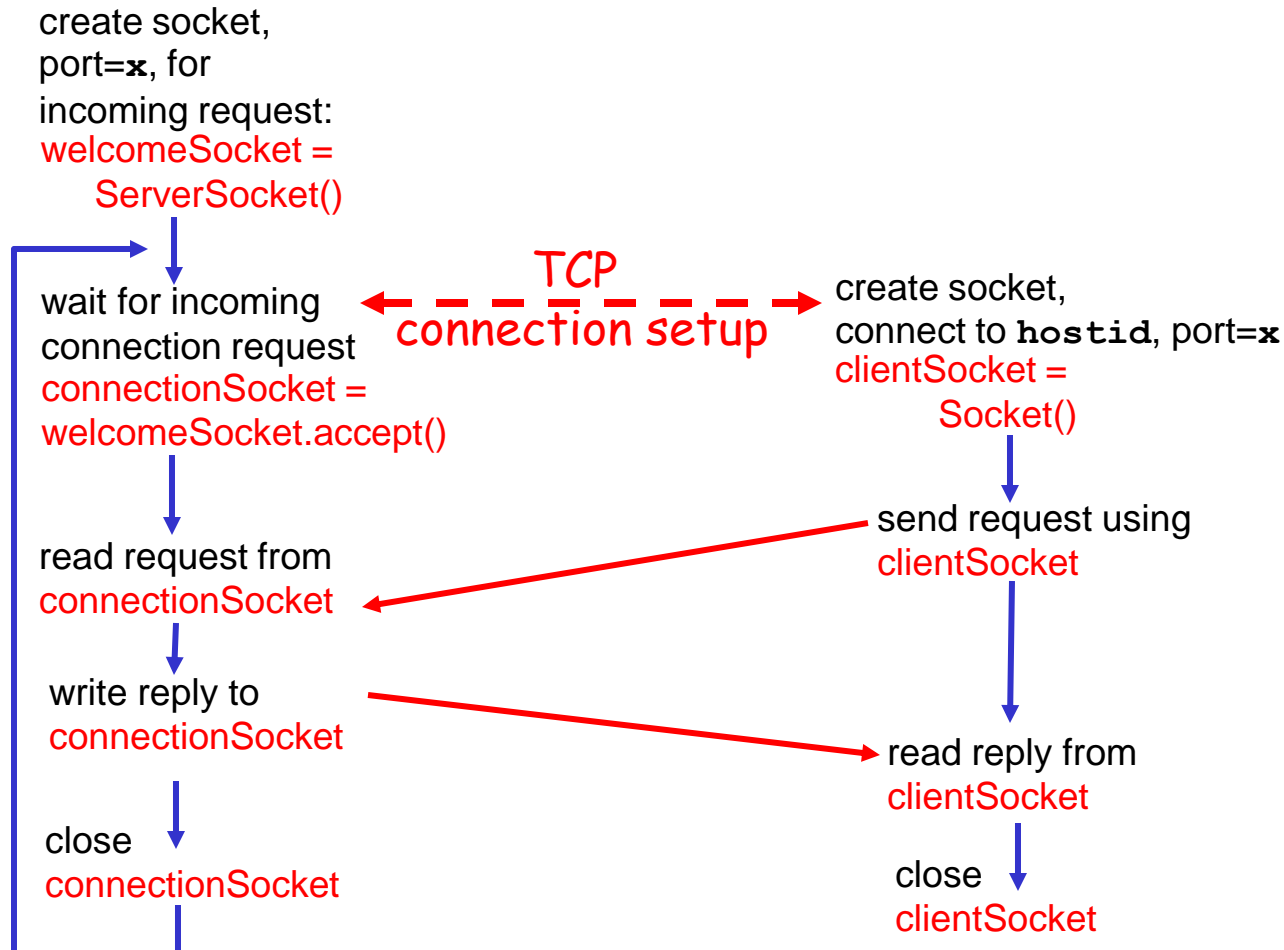 create socket,
port=x, for
incoming request:
welcomeSocket =
ServerSocket()
wait for incoming
connection request
connectionSocket =
welcomeSocket.accept()
TCP
connection setup
create socket,
connect to hostid, port=x
clientSocket =
Socket()
read request from
connectionSocket
send request using
clientSocket
write reply to
connectionSocket
read reply from
clientSocket
close
connectionSocket
close
clientSocket